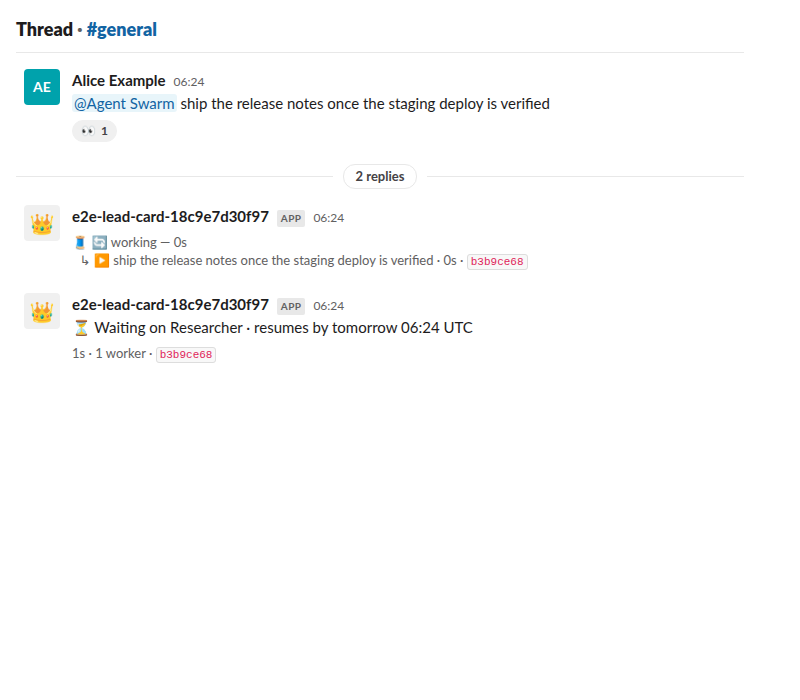 Thread • #general
AE
Alice Example 06:24
@Agent Swarm ship the release notes once the staging deploy is verified
👀 1
2 replies
e2e-lead-card-18c9e7d30f97 APP 06:24
🧵 🔄 working — 0s
↳ ▶️ ship the release notes once the staging deploy is verified · 0s · b3b9ce68
e2e-lead-card-18c9e7d30f97 APP 06:24
⏳ Waiting on Researcher · resumes by tomorrow 06:24 UTC
1s · 1 worker · b3b9ce68